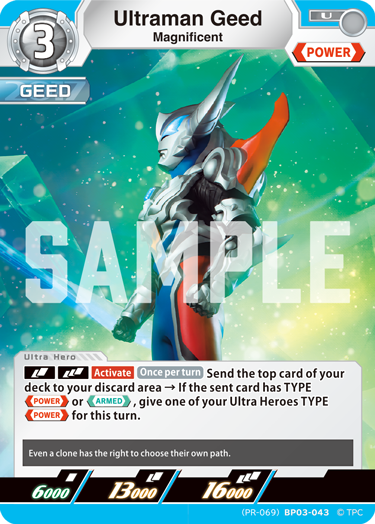 3
Ultraman Geed
Magnificent
U
POWER
GEED
SAMPLE
Ultra Hero
Activate Once per turn Send the top card of your
deck to your discard area → If the sent card has TYPE
POWER or ARMED , give one of your Ultra Heroes TYPE
POWER for this turn.
Even a clone has the right to choose their own path.
6000 13000 16000
(PR-069) BP03-043 © TPC